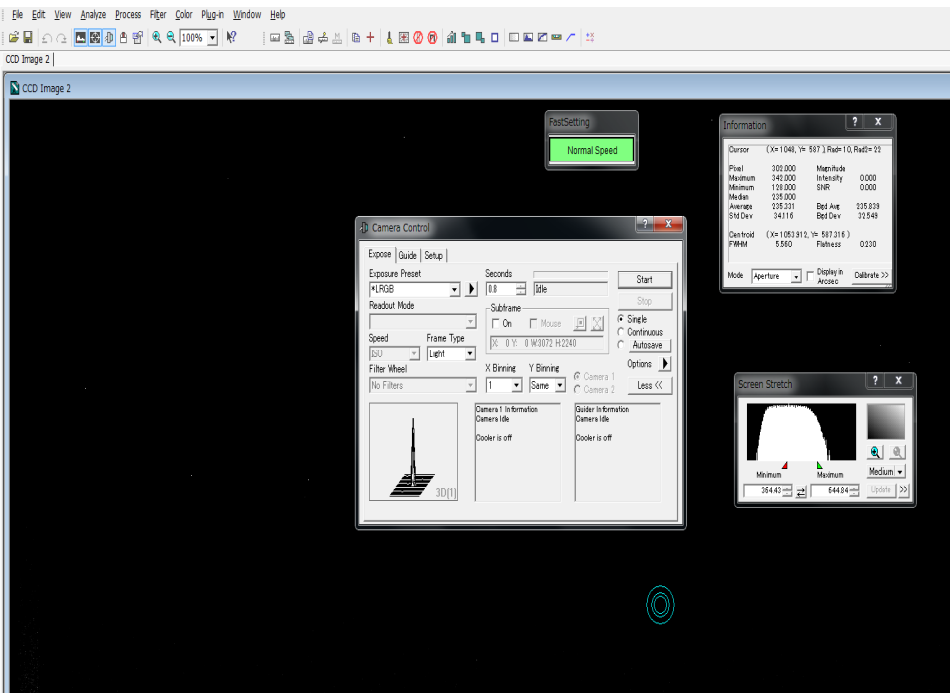 File Edit View Analyze Process Filter Color Plug-in Window Help
100%
CCD Image 2
CCD Image 2
FastSetting
Normal Speed
Information
? X
Cursor (X= 1048, Y= 587 ) Rad= 10, Rad2= 22
Pixel 302.000 Magnitude
Maximum 342.000 Intensity 0.000
Minimum 128.000 SNR 0.000
Median 235.000
Average 235.331 Bgd Avg 235.839
Std Dev 34.116 Bgd Dev 32.549
Centroid (X= 1053.912, Y= 587.316 )
FWHM 5.560 Flatness 0.230
Mode Aperture Display in Arcsec Calibrate >>
Camera Control
? X
Expose Guide Setup
Exposure Preset Seconds
*LRGB 0.8 Idle Start
Stop
Readout Mode Subframe
On Mouse
X: 0 Y: 0 W:3072 H:2240
Single
Continuous
Autosave
Speed Frame Type
ISO Light
Options
Filter Wheel X Binning Y Binning
No Filters 1 Same Camera 1
Camera 2
Less <<
Camera 1 Information
Camera Idle
Cooler is off
Guider Information
Camera Idle
Cooler is off
3D[1]
Screen Stretch
? X
Minimum Maximum Medium
364.43 644.84 Update >>